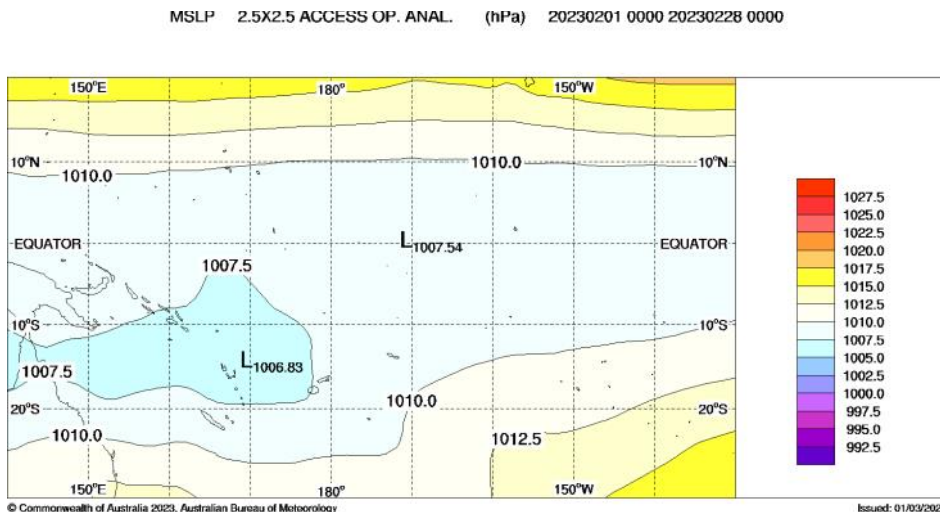 MSLP 2.5X2.5 ACCESS OP. ANAL. (hPa) 20230201 0000 20230228 0000
150°E 180° 150°W
10°N 1010.0 1010.0 10°N
EQUATOR L1007.54 EQUATOR
1007.5
10°S 10°S
1007.5 L1006.83
20°S 1010.0 20°S
1010.0 1012.5
150°E 180° 150°W
1027.5
1025.0
1022.5
1020.0
1017.5
1015.0
1012.5
1010.0
1007.5
1005.0
1002.5
1000.0
997.5
995.0
992.5
© Commonwealth of Australia 2023, Australian Bureau of Meteorology
Issued: 01/03/202